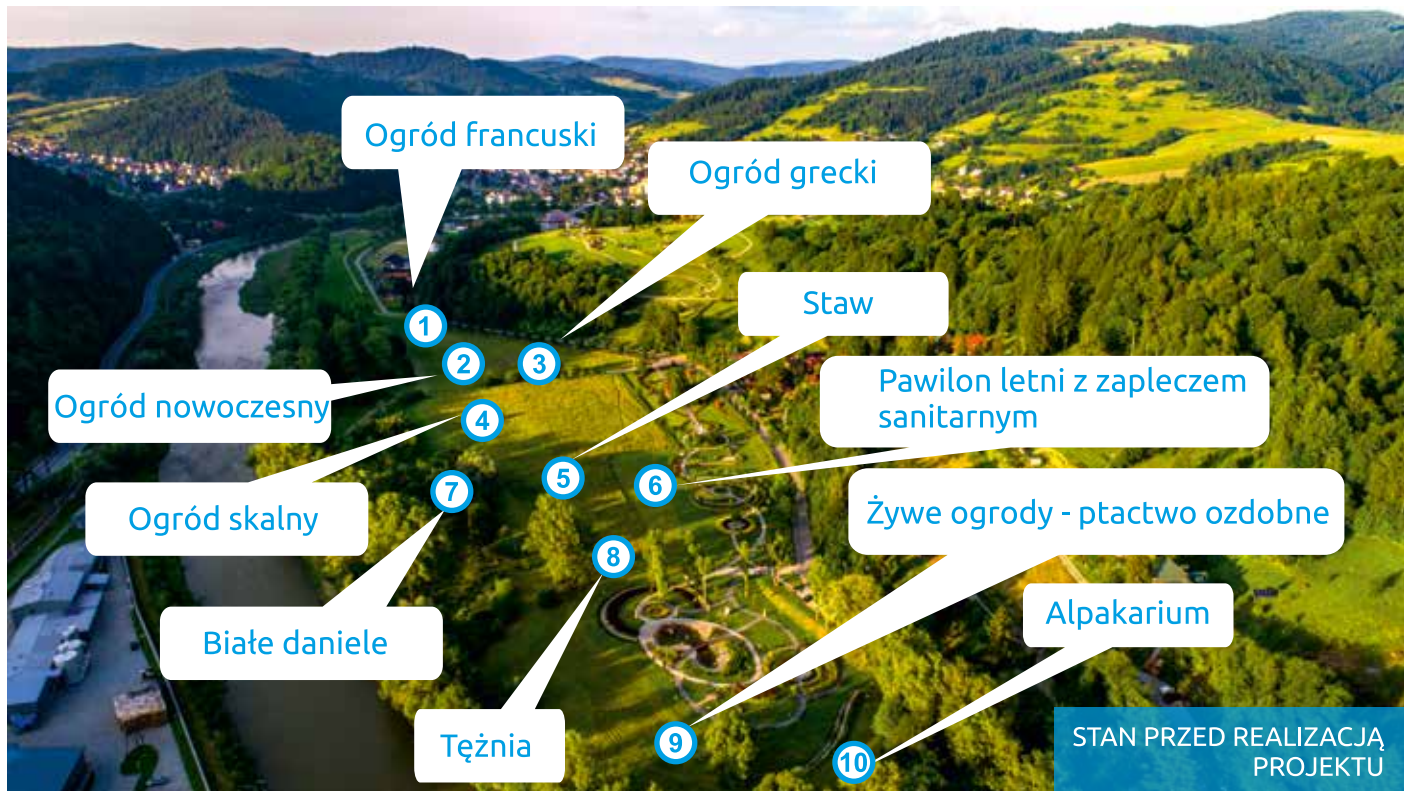 Ogród francuski
Ogród grecki
Staw
1
2
3
Pawilon letni z zapleczem
sanitarnym
Ogród nowoczesny
4
5
6
7
Ogród skalny
Żywe ogrody - ptactwo ozdobne
8
Alpakarium
Białe daniele
Tężnia
9
10
STAN PRZED REALIZACJĄ
PROJEKTU